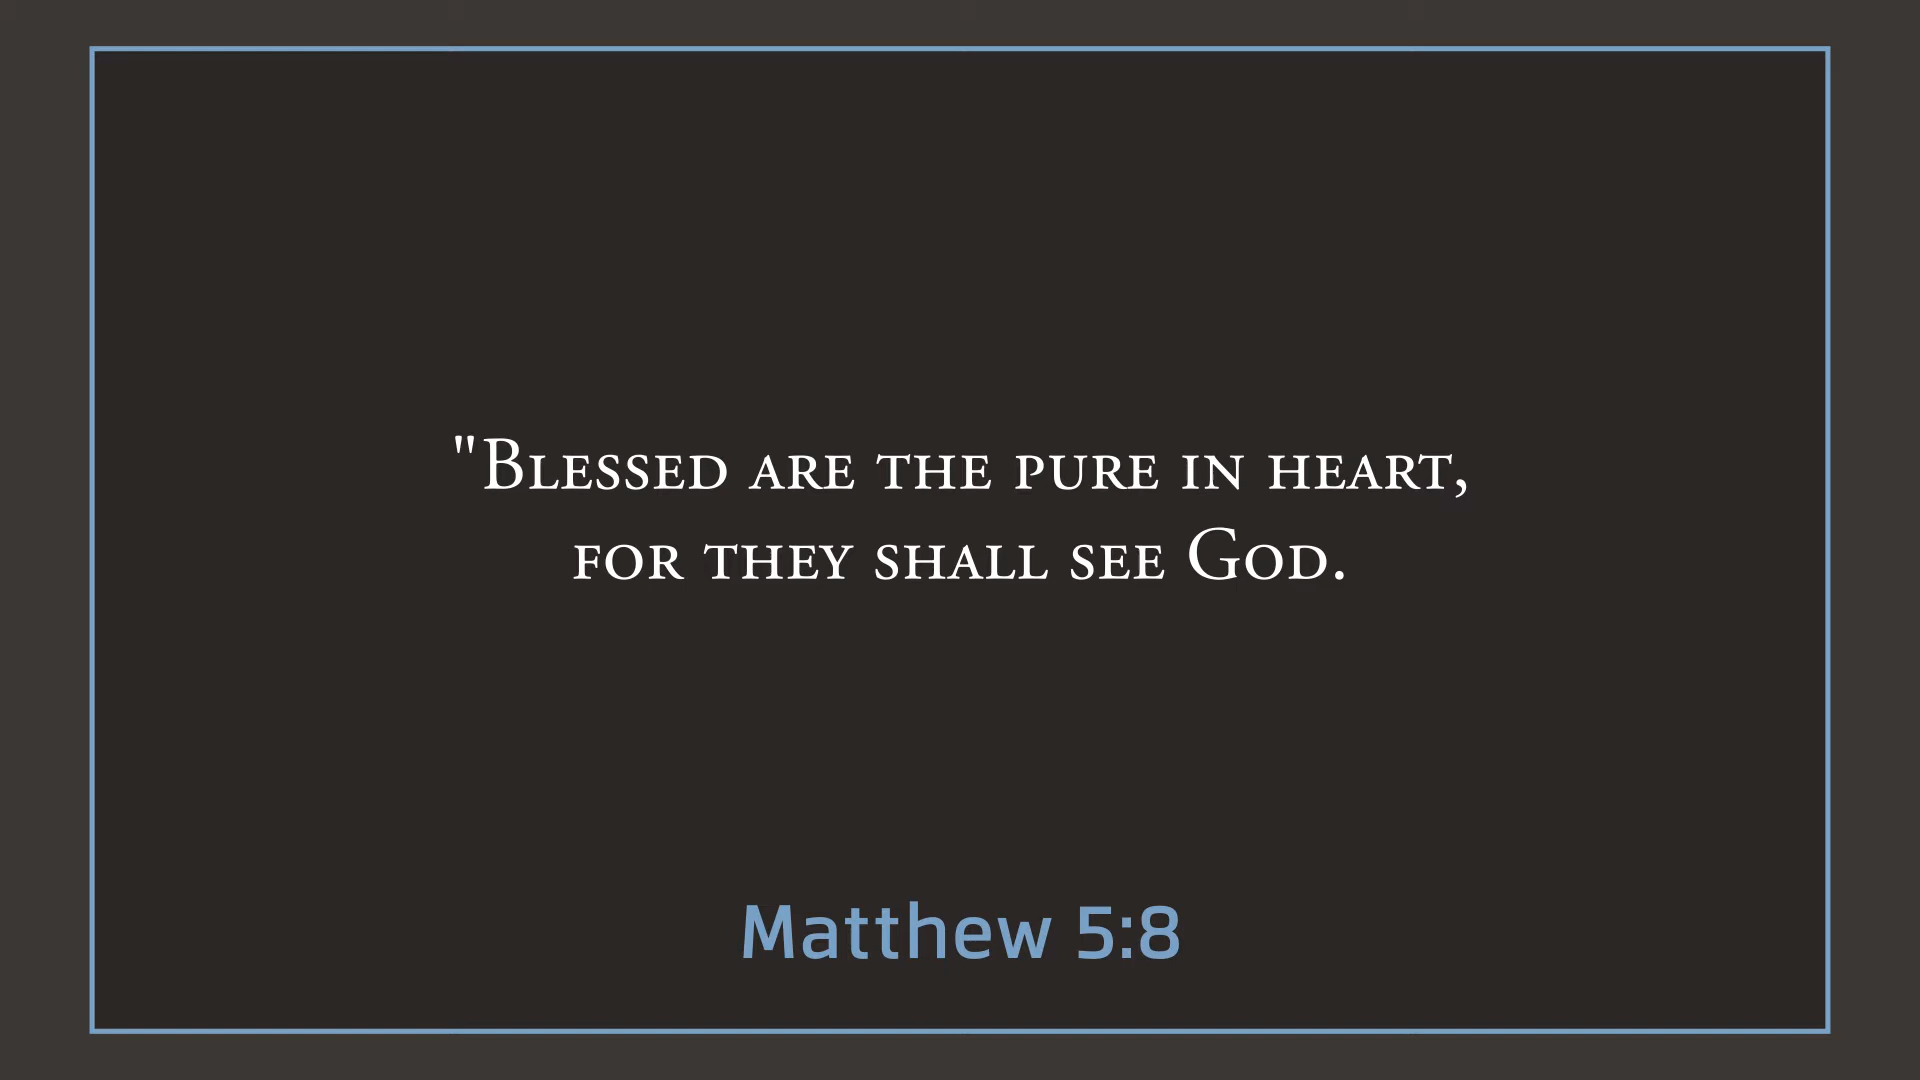 "Blessed are the pure in heart,
for they shall see God.
Matthew 5:8